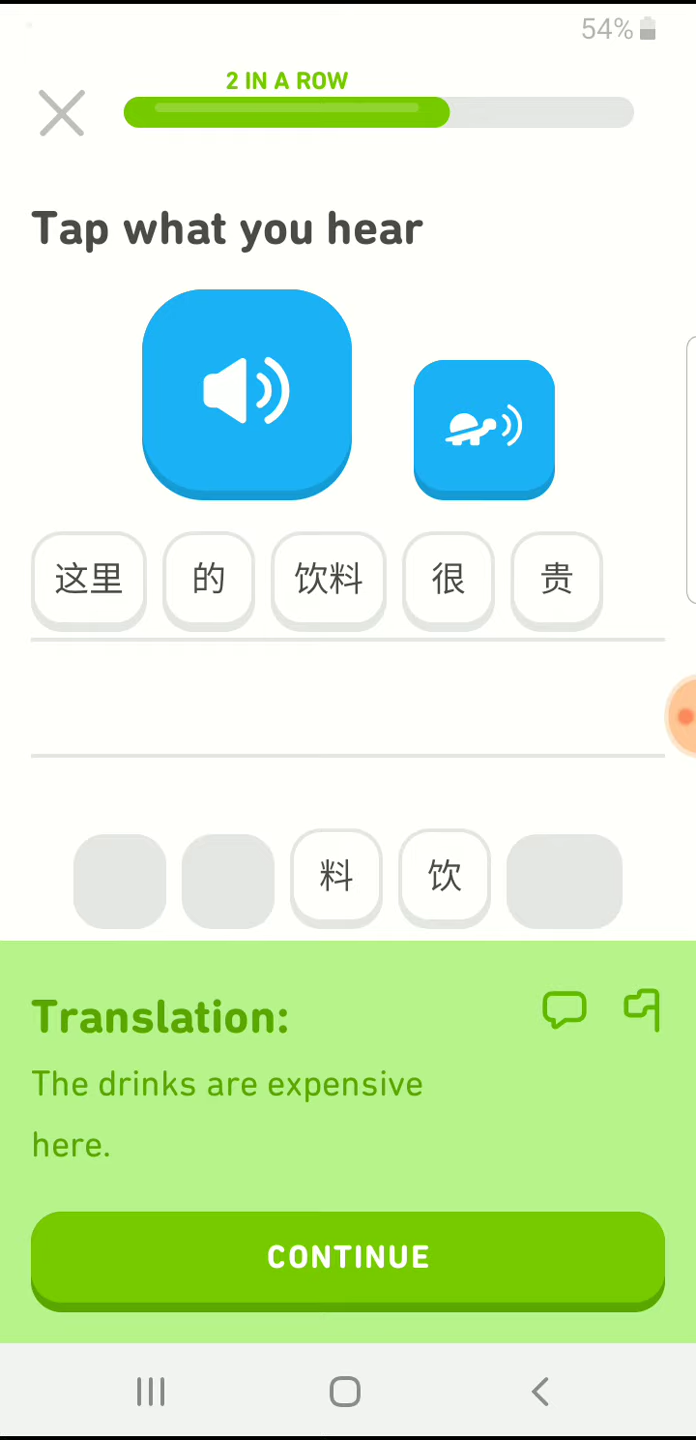 54%
2 IN A ROW
Tap what you hear
这里 的 饮料 很 贵
料 饮
Translation:
The drinks are expensive
here.
CONTINUE